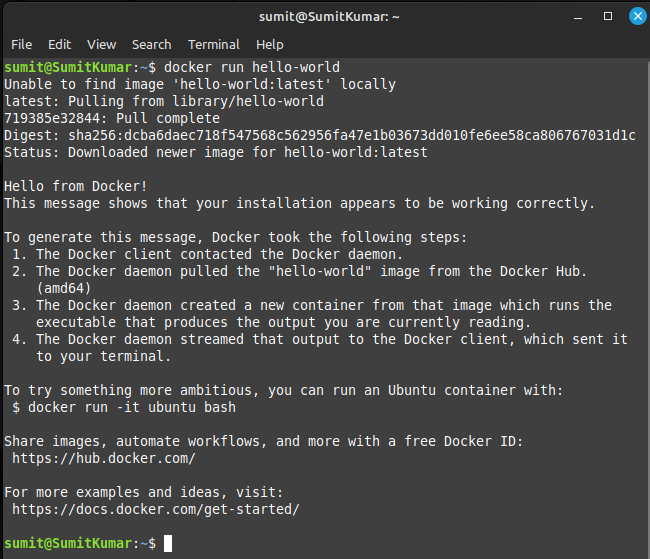 sumit@SumitKumar: ~
File Edit View Search Terminal Help
sumit@SumitKumar:~$ docker run hello-world
Unable to find image 'hello-world:latest' locally
latest: Pulling from library/hello-world
719385e32844: Pull complete
Digest: sha256:dcba6daec718f547568c562956fa47e1b03673dd010fe6ee58ca806767031d1c
Status: Downloaded newer image for hello-world:latest

Hello from Docker!
This message shows that your installation appears to be working correctly.

To generate this message, Docker took the following steps:
 1. The Docker client contacted the Docker daemon.
 2. The Docker daemon pulled the "hello-world" image from the Docker Hub.
    (amd64)
 3. The Docker daemon created a new container from that image which runs the
    executable that produces the output you are currently reading.
 4. The Docker daemon streamed that output to the Docker client, which sent it
    to your terminal.

To try something more ambitious, you can run an Ubuntu container with:
 $ docker run -it ubuntu bash

Share images, automate workflows, and more with a free Docker ID:
 https://hub.docker.com/

For more examples and ideas, visit:
 https://docs.docker.com/get-started/

sumit@SumitKumar:~$